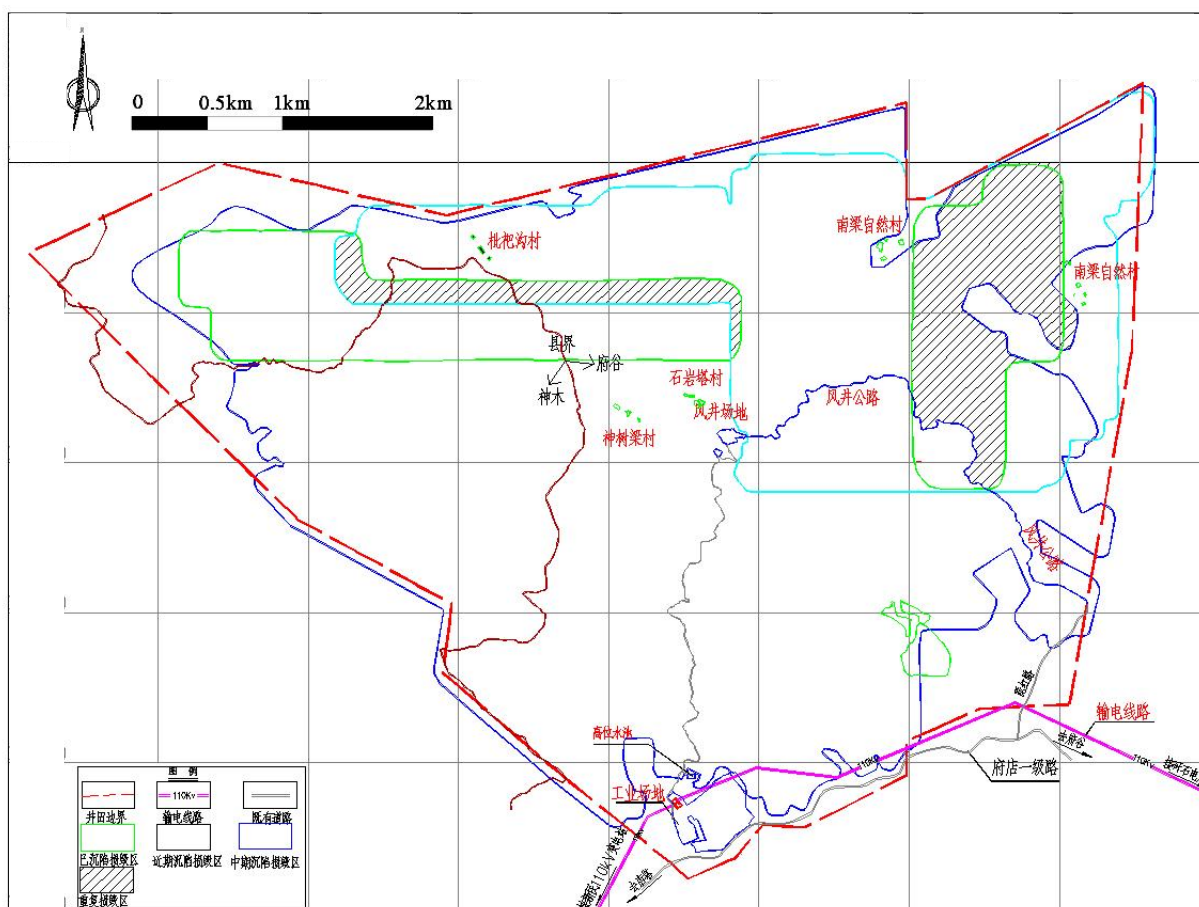 0 0.5km 1km 2km
枇杷沟村
南梁自然村
南梁自然村
县界
府谷
神木
石岩塔村
风井场地
神树梁村
风井公路
风井公路
高位水池
工业场地
输电线路
110Kv
110Kv
去府谷
府店一级路
图 例
110Kv
井田边界
输电线路
既有道路
已沉陷损毁区
近期沉陷损毁区
中期沉陷损毁区
重复损毁区